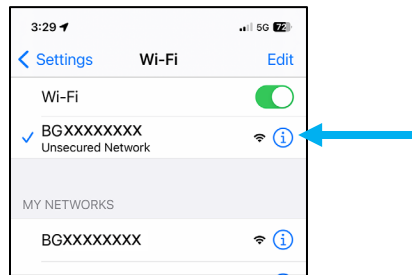 3:29 5G 72
Settings Wi-Fi Edit
Wi-Fi
BGXXXXXXXX
Unsecured Network
MY NETWORKS
BGXXXXXXXX